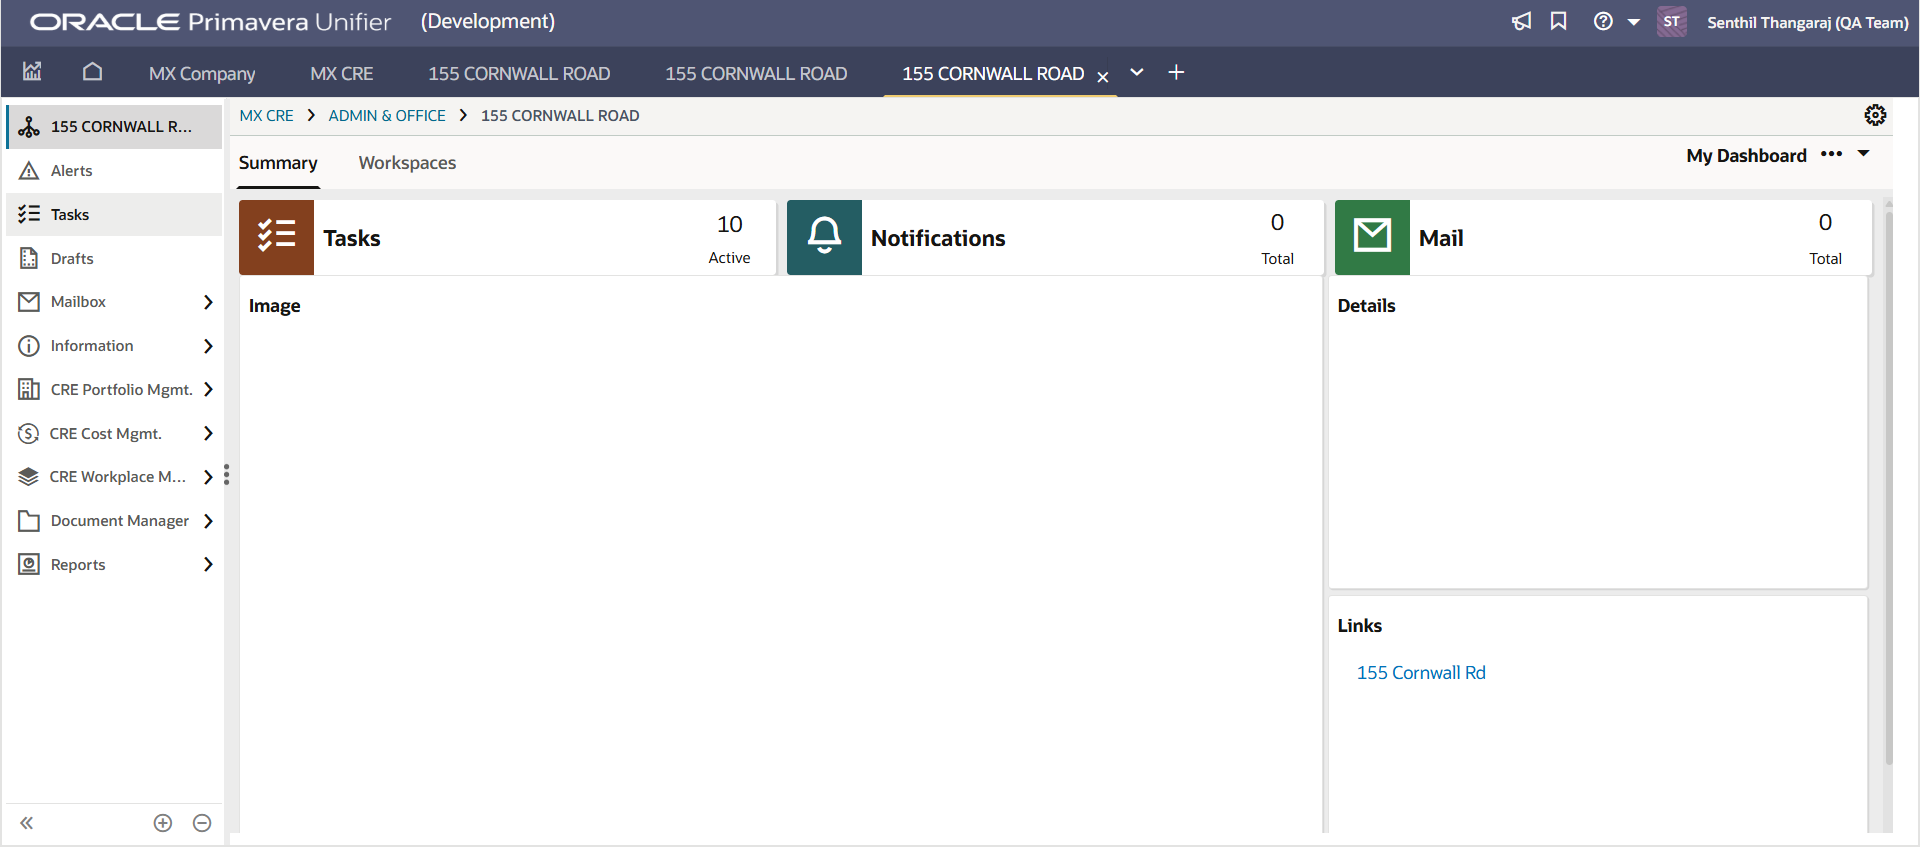 ORACLE Primavera Unifier (Development)
ST Senthil Thangaraj (QA Team)
MX Company MX CRE 155 CORNWALL ROAD 155 CORNWALL ROAD 155 CORNWALL ROAD
155 CORNWALL R...
Alerts
Tasks
Drafts
Mailbox
Information
CRE Portfolio Mgmt.
CRE Cost Mgmt.
CRE Workplace M...
Document Manager
Reports
MX CRE ADMIN & OFFICE 155 CORNWALL ROAD
Summary Workspaces
My Dashboard
Tasks
10
Active
Notifications
0
Total
Mail
0
Total
Image
Details
Links
155 Cornwall Rd